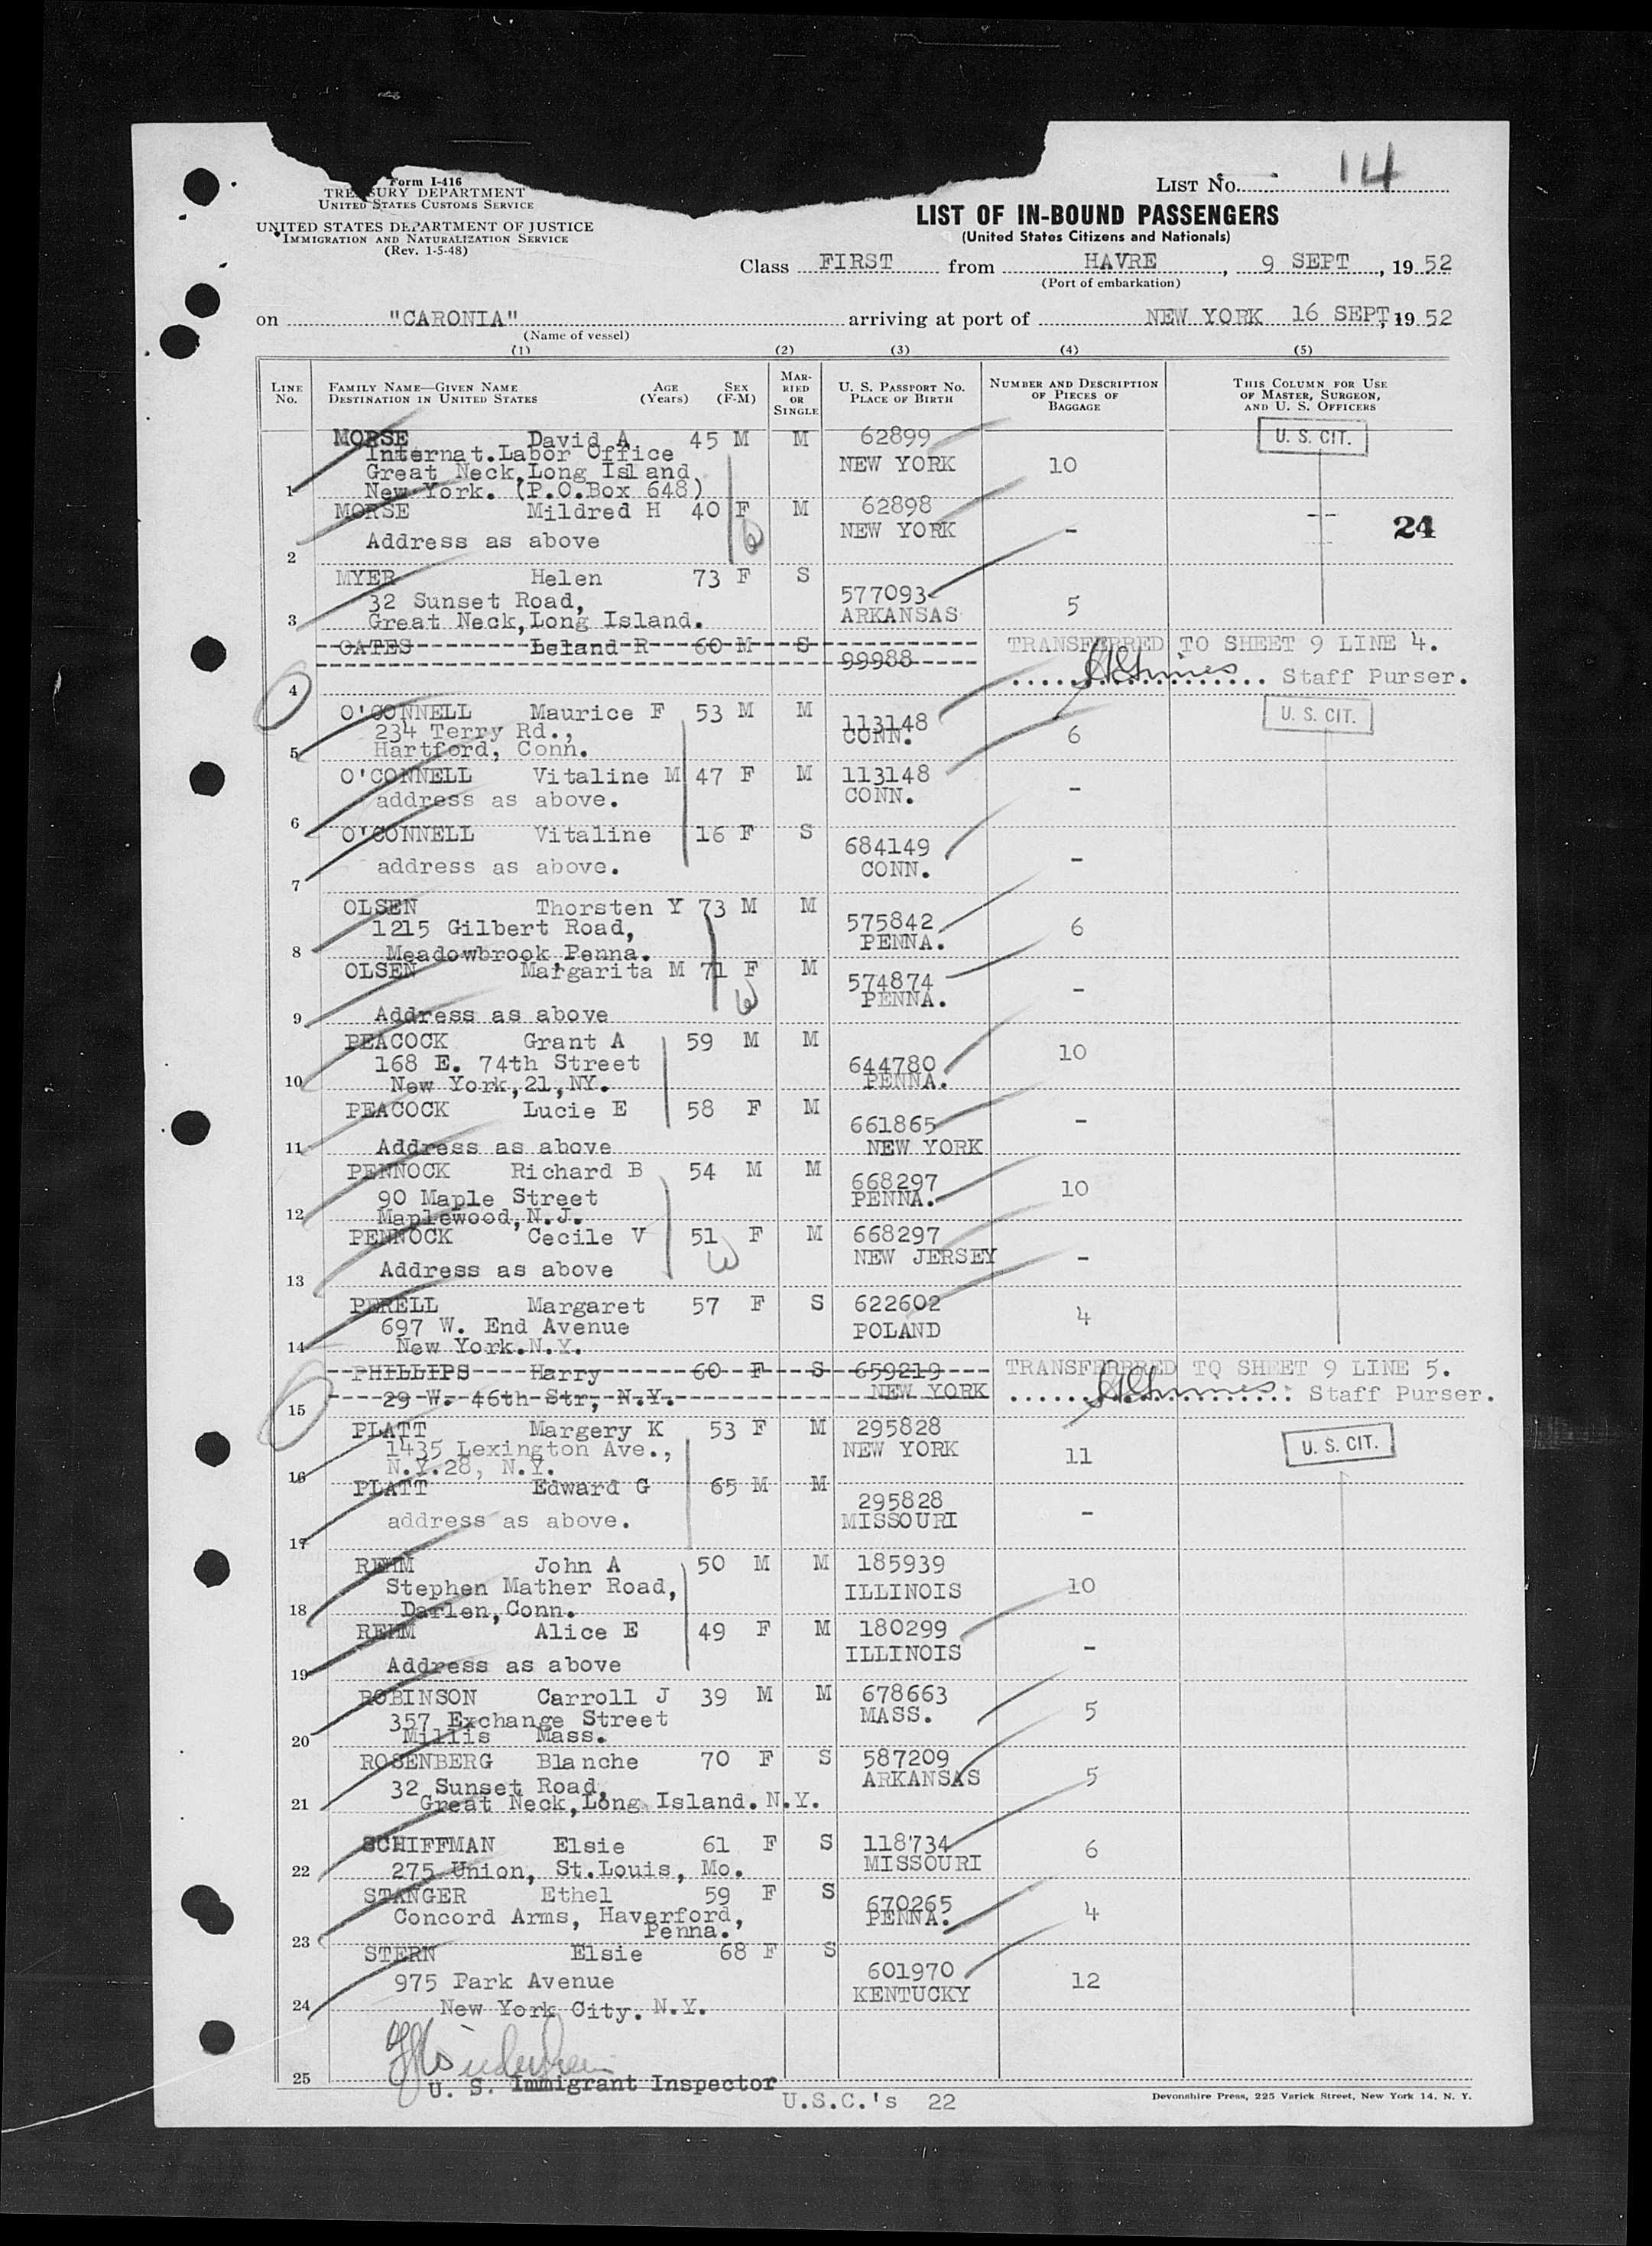 14
Form I-416
TREASURY DEPARTMENT
UNITED STATES CUSTOMS SERVICE
UNITED STATES DEPARTMENT OF JUSTICE
IMMIGRATION AND NATURALIZATION SERVICE
(Rev. 1-5-48)
LIST NO.
LIST OF IN-BOUND PASSENGERS
(United States Citizens and Nationals)
Class FIRST from HAVRE, 9 SEPT, 1952
(Port of embarkation)
on "CARONIA" arriving at port of NEW YORK 16 SEPT, 1952
(Name of vessel)
(1) (2) (3) (4) (5)
LINE No. FAMILY NAME—GIVEN NAME DESTINATION IN UNITED STATES AGE (Years) SEX (F-M) MARRIED OR SINGLE U. S. PASSPORT NO. PLACE OF BIRTH NUMBER AND DESCRIPTION OF PIECES OF BAGGAGE THIS COLUMN FOR USE OF MASTER, SURGEON, AND U. S. OFFICERS
MORSE David A 45 M M 62899 U. S. CIT.
Internat.Labor Office
Great Neck,Long Island NEW YORK 10
1 New York. (P.O.Box 648)
MORSE Mildred H 40 F M 62898
NEW YORK - 24
Address as above
2
MYER Helen 73 F S
32 Sunset Road, 577093
3 Great Neck,Long Island. ARKANSAS 5
OATES Leland R 60 M S 99988 TRANSFERRED TO SHEET 9 LINE 4.
4 Staff Purser.
O'CONNELL Maurice F 53 M M 113148 U. S. CIT.
234 Terry Rd., CONN. 6
5 Hartford, Conn.
O'CONNELL Vitaline M 47 F M 113148
address as above. CONN. -
6
O'CONNELL Vitaline 16 F S 684149
address as above. CONN. -
7
OLSEN Thorsten Y 73 M M
1215 Gilbert Road, 575842 6
8 Meadowbrook,Penna. PENNA.
OLSEN Margarita M 71 F M
574874
PENNA. -
9 Address as above
PEACOCK Grant A 59 M M
168 E. 74th Street 644780 10
10 New York,21,NY. PENNA.
PEACOCK Lucie E 58 F M
661865 -
11 Address as above NEW YORK
PENNOCK Richard B 54 M M 668297
90 Maple Street PENNA. 10
12 Maplewood,N.J.
PENNOCK Cecile V 51 F M 668297
NEW JERSEY -
Address as above
13
PERELL Margaret 57 F S 622602
697 W. End Avenue POLAND 4
14 New York.N.Y.
PHILLIPS Harry 60 F S 659219 TRANSFERRED TO SHEET 9 LINE 5.
15 29 W. 46th Str, N.Y. NEW YORK Staff Purser.
PLATT Margery K 53 F M 295828
1435 Lexington Ave., NEW YORK 11 U. S. CIT.
16 N.Y.28, N.Y.
PLATT Edward G 65 M M
295828
address as above. MISSOURI -
17
REHM John A 50 M M 185939
Stephen Mather Road, ILLINOIS 10
18 Darien,Conn.
REHM Alice E 49 F M 180299
ILLINOIS -
19 Address as above
ROBINSON Carroll J 39 M M 678663
357 Exchange Street MASS. 5
20 Millis Mass.
ROSENBERG Blanche 70 F S 587209
32 Sunset Road, ARKANSAS 5
21 Great Neck,Long Island. N.Y.
SCHIFFMAN Elsie 61 F S 118734
22 275 Union, St.Louis, Mo. MISSOURI 6
STANGER Ethel 59 F S
Concord Arms, Haverford, 670265 4
23 Penna. PENNA.
STERN Elsie 68 F S
601970
975 Park Avenue KENTUCKY 12
24 New York City. N.Y.
25 U. S. Immigrant Inspector
U.S.C.'s 22
Devonshire Press, 225 Varick Street, New York 14, N. Y.